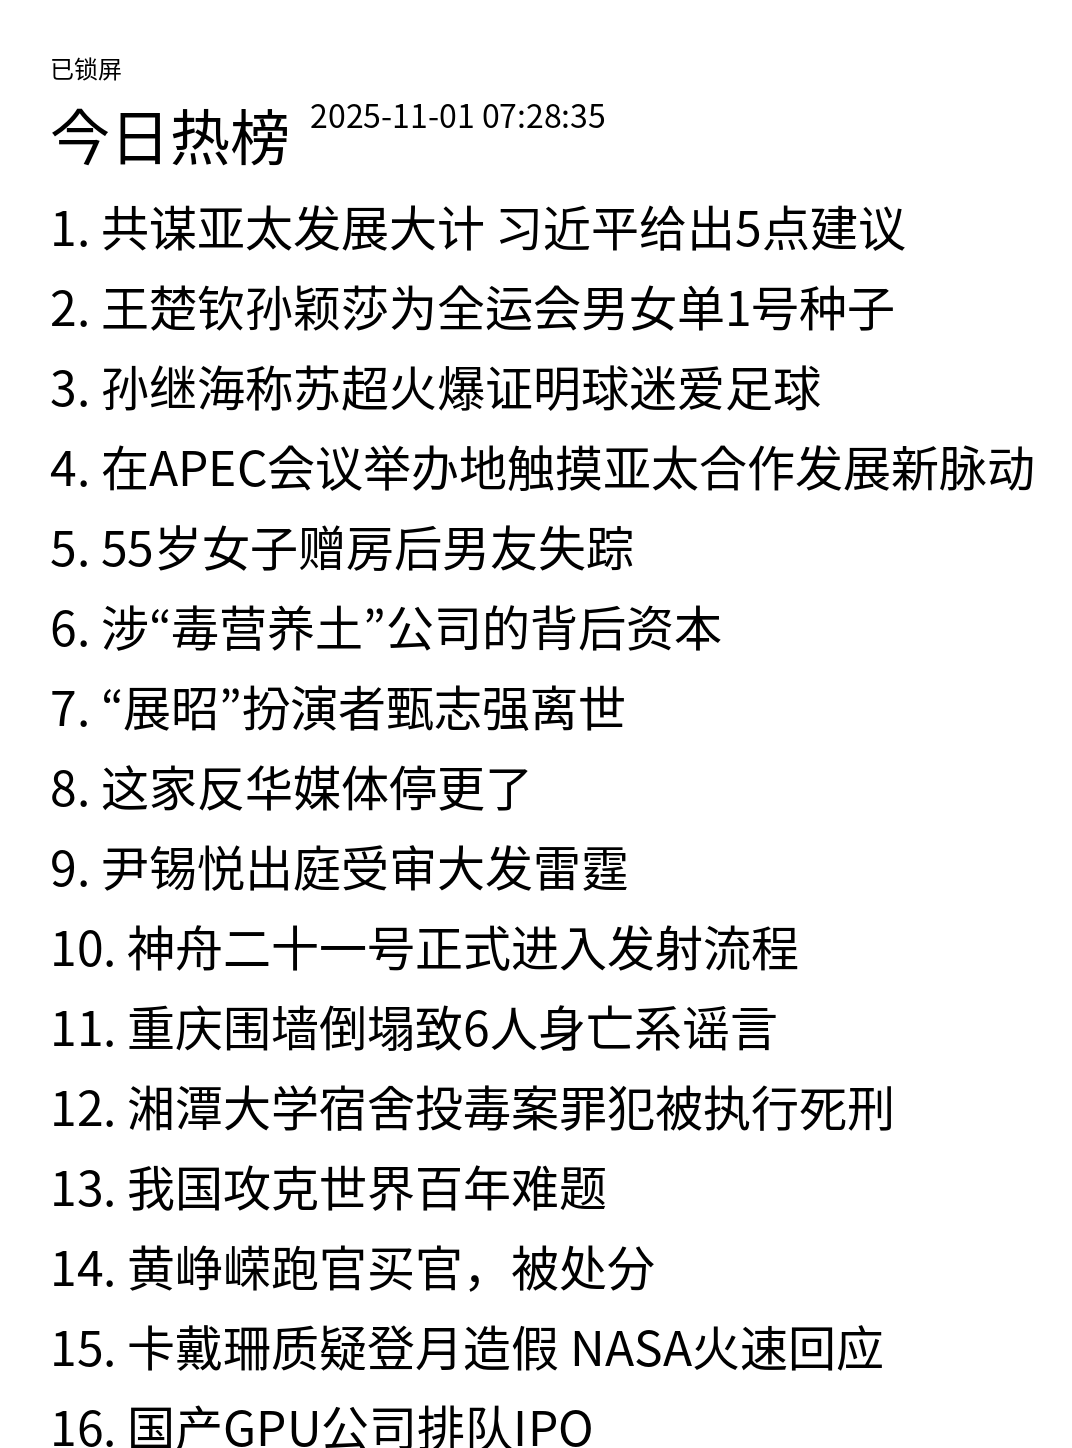 已锁屏
今日热榜 2025-11-01 07:28:35
1. 共谋亚太发展大计 习近平给出5点建议
2. 王楚钦孙颖莎为全运会男女单1号种子
3. 孙继海称苏超火爆证明球迷爱足球
4. 在APEC会议举办地触摸亚太合作发展新脉动
5. 55岁女子赠房后男友失踪
6. 涉“毒营养土”公司的背后资本
7. “展昭”扮演者甄志强离世
8. 这家反华媒体停更了
9. 尹锡悦出庭受审大发雷霆
10. 神舟二十一号正式进入发射流程
11. 重庆围墙倒塌致6人身亡系谣言
12. 湘潭大学宿舍投毒案罪犯被执行死刑
13. 我国攻克世界百年难题
14. 黄峥嵘跑官买官，被处分
15. 卡戴珊质疑登月造假 NASA火速回应
16. 国产GPU公司排队IPO